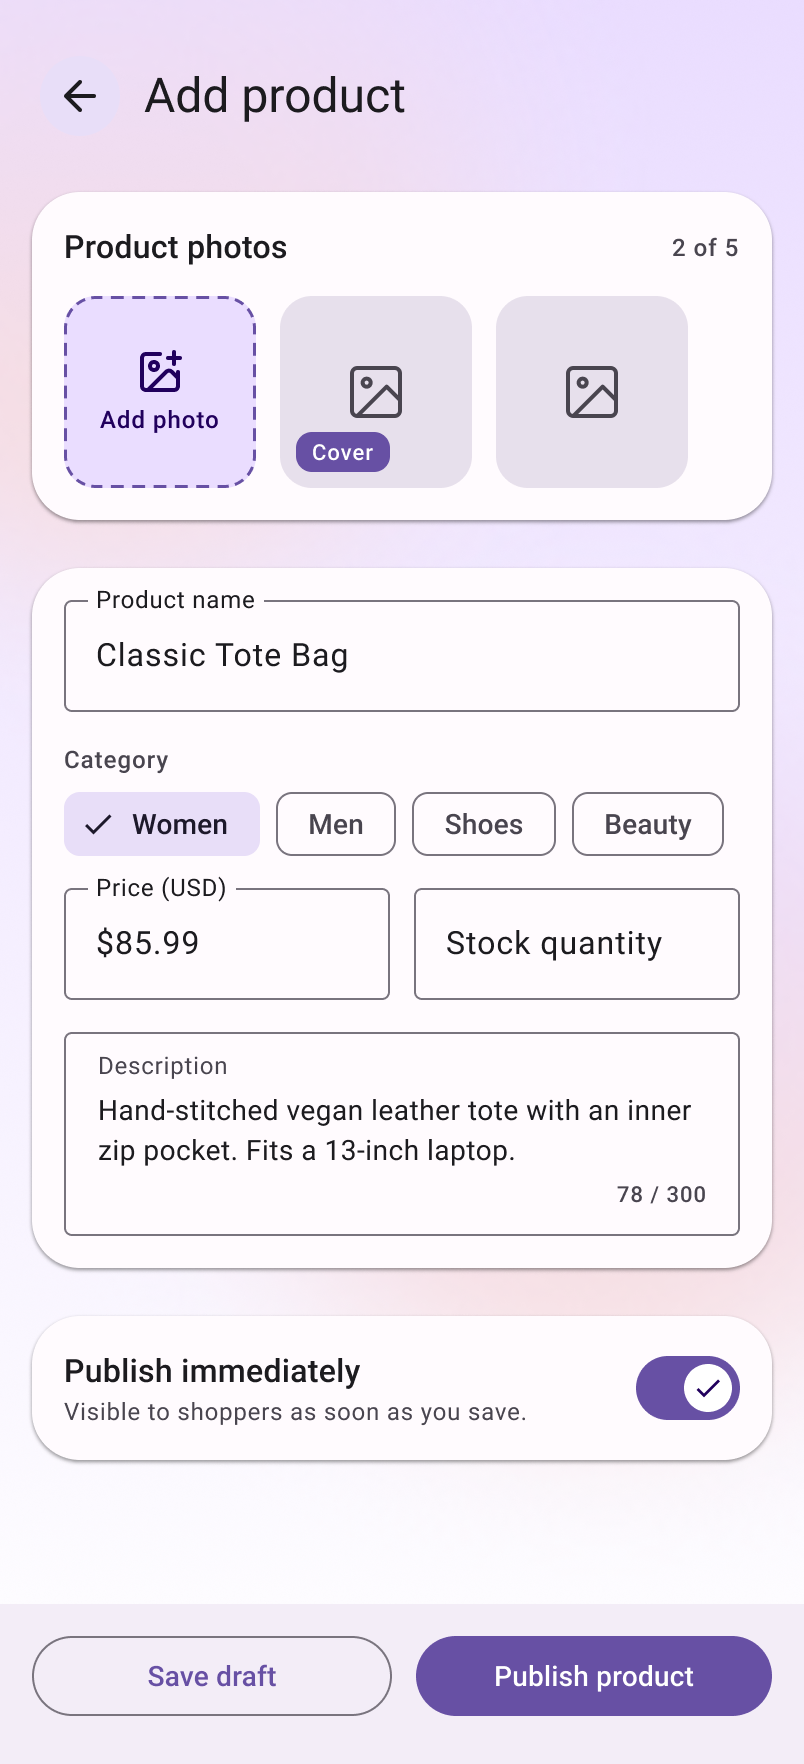 Add product
Product photos
2 of 5
Add photo
Cover
Product name
Classic Tote Bag
Category
Women
Men
Shoes
Beauty
Price (USD)
$85.99
Stock quantity
Description
Hand-stitched vegan leather tote with an inner
zip pocket. Fits a 13-inch laptop.
78 / 300
Publish immediately
Visible to shoppers as soon as you save.
Save draft
Publish product